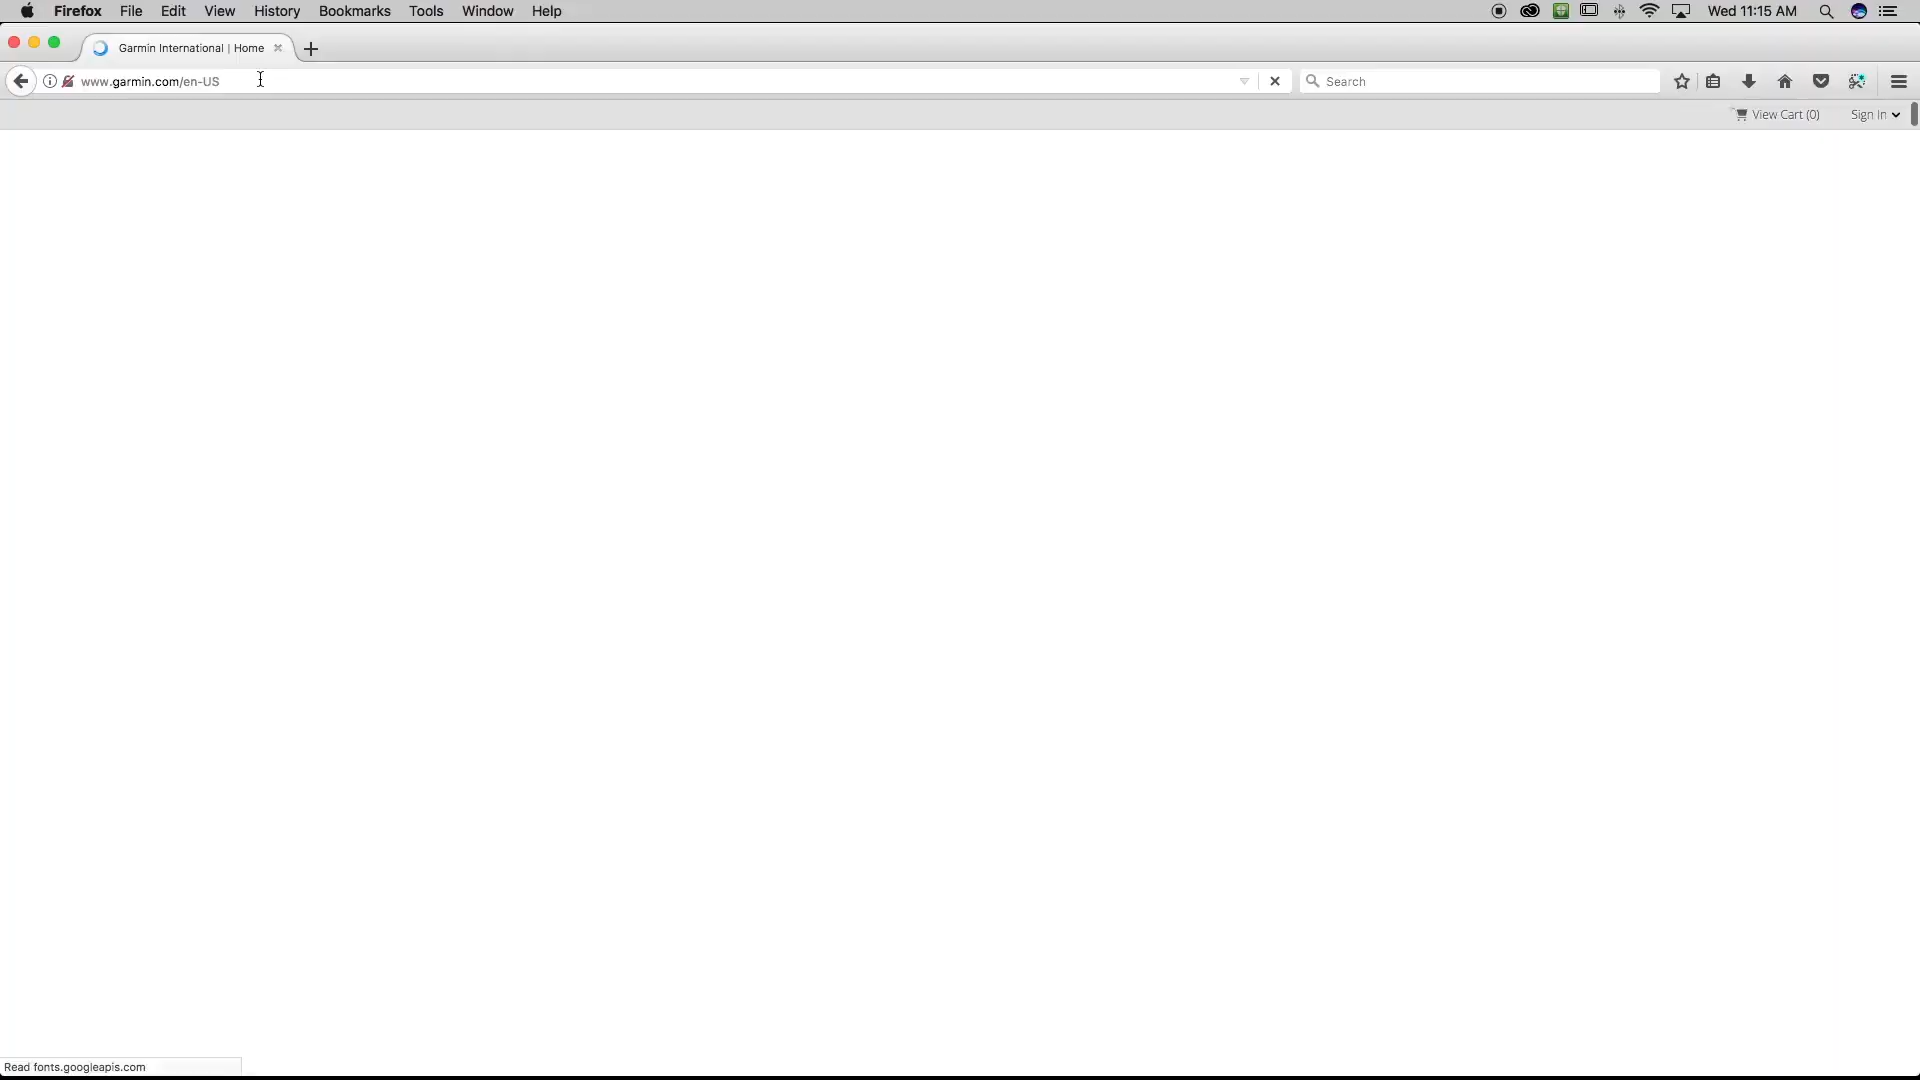 Firefox File Edit View History Bookmarks Tools Window Help Wed 11:15 AM
Garmin International | Home
www.garmin.com/en-US Search
View Cart (0) Sign In
Read fonts.googleapis.com